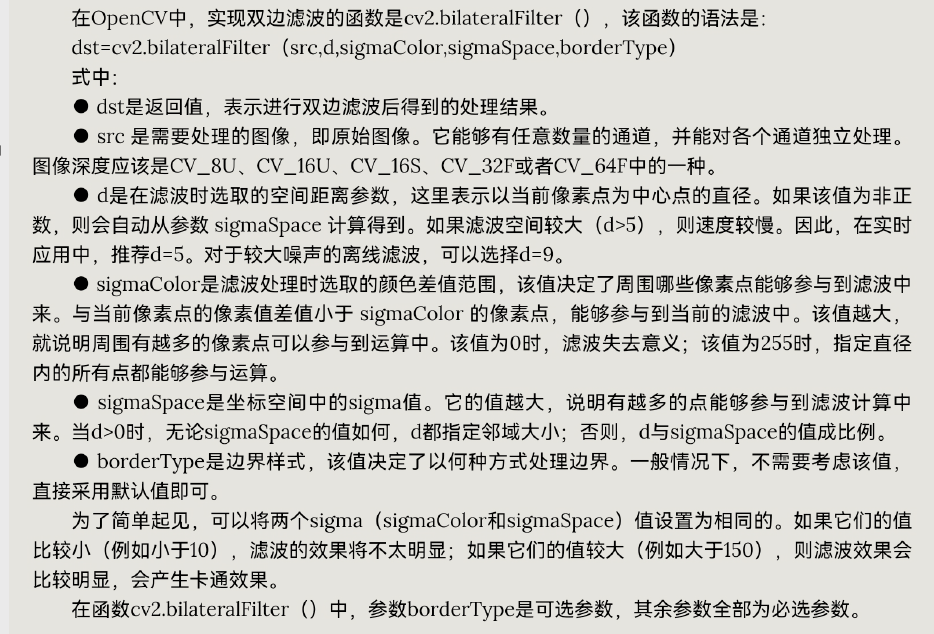 在OpenCV中，实现双边滤波的函数是cv2.bilateralFilter（），该函数的语法是：
dst=cv2.bilateralFilter（src,d,sigmaColor,sigmaSpace,borderType）
式中：
● dst是返回值，表示进行双边滤波后得到的处理结果。
● src 是需要处理的图像，即原始图像。它能够有任意数量的通道，并能对各个通道独立处理。
图像深度应该是CV_8U、CV_16U、CV_16S、CV_32F或者CV_64F中的一种。
● d是在滤波时选取的空间距离参数，这里表示以当前像素点为中心点的直径。如果该值为非正
数，则会自动从参数 sigmaSpace 计算得到。如果滤波空间较大（d>5），则速度较慢。因此，在实时
应用中，推荐d=5。对于较大噪声的离线滤波，可以选择d=9。
● sigmaColor是滤波处理时选取的颜色差值范围，该值决定了周围哪些像素点能够参与到滤波中
来。与当前像素点的像素值差值小于 sigmaColor 的像素点，能够参与到当前的滤波中。该值越大，
就说明周围有越多的像素点可以参与到运算中。该值为0时，滤波失去意义；该值为255时，指定直径
内的所有点都能够参与运算。
● sigmaSpace是坐标空间中的sigma值。它的值越大，说明有越多的点能够参与到滤波计算中
来。当d>0时，无论sigmaSpace的值如何，d都指定邻域大小；否则，d与sigmaSpace的值成比例。
● borderType是边界样式，该值决定了以何种方式处理边界。一般情况下，不需要考虑该值，
直接采用默认值即可。
为了简单起见，可以将两个sigma（sigmaColor和sigmaSpace）值设置为相同的。如果它们的值
比较小（例如小于10），滤波的效果将不太明显；如果它们的值较大（例如大于150），则滤波效果会
比较明显，会产生卡通效果。
在函数cv2.bilateralFilter（）中，参数borderType是可选参数，其余参数全部为必选参数。